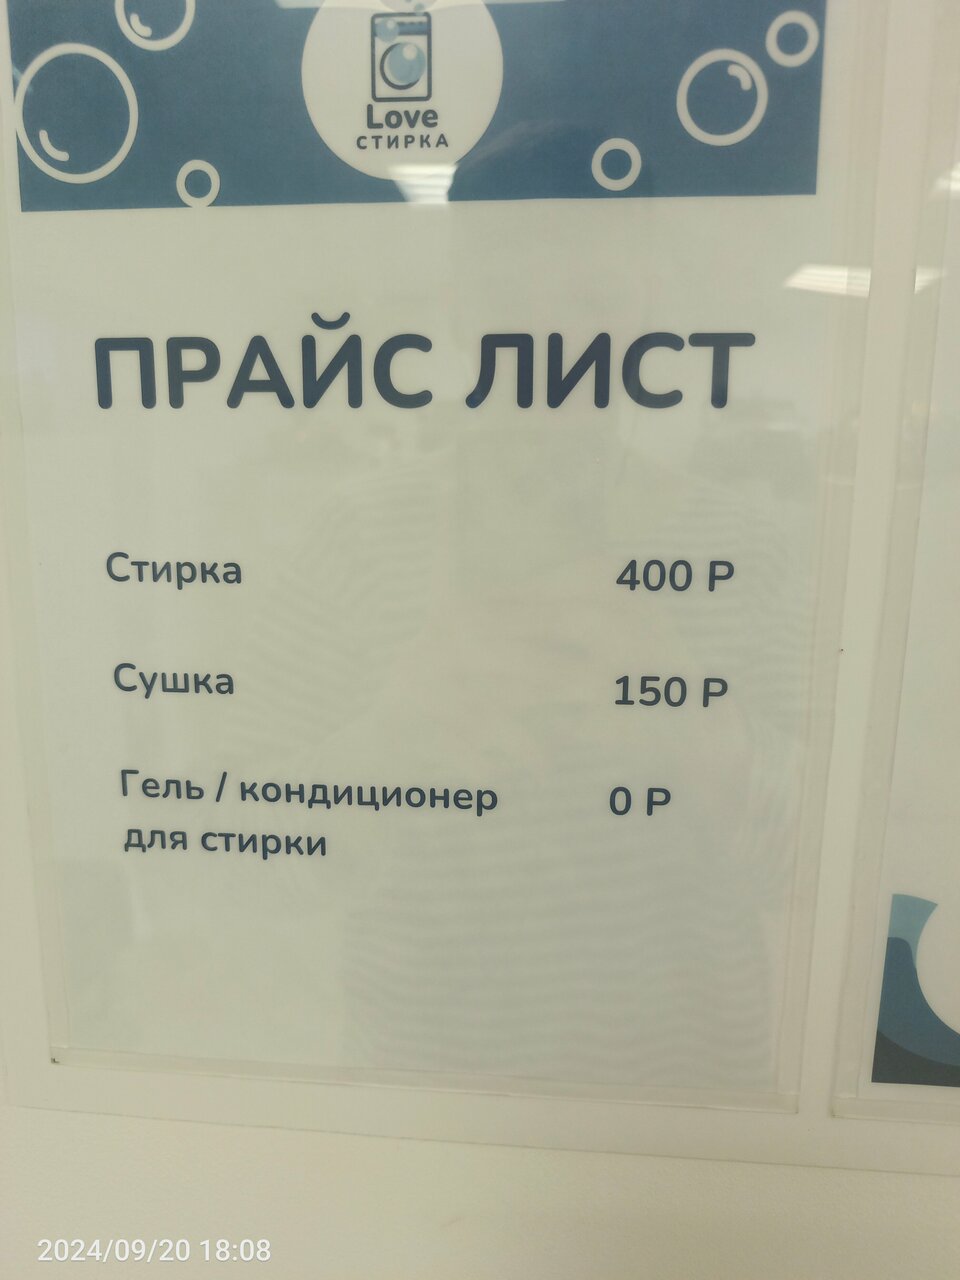 Love
СТИРКА
ПРАЙС ЛИСТ
Стирка 400 Р
Сушка 150 Р
Гель / кондиционер 0 Р
для стирки
2024/09/20 18:08